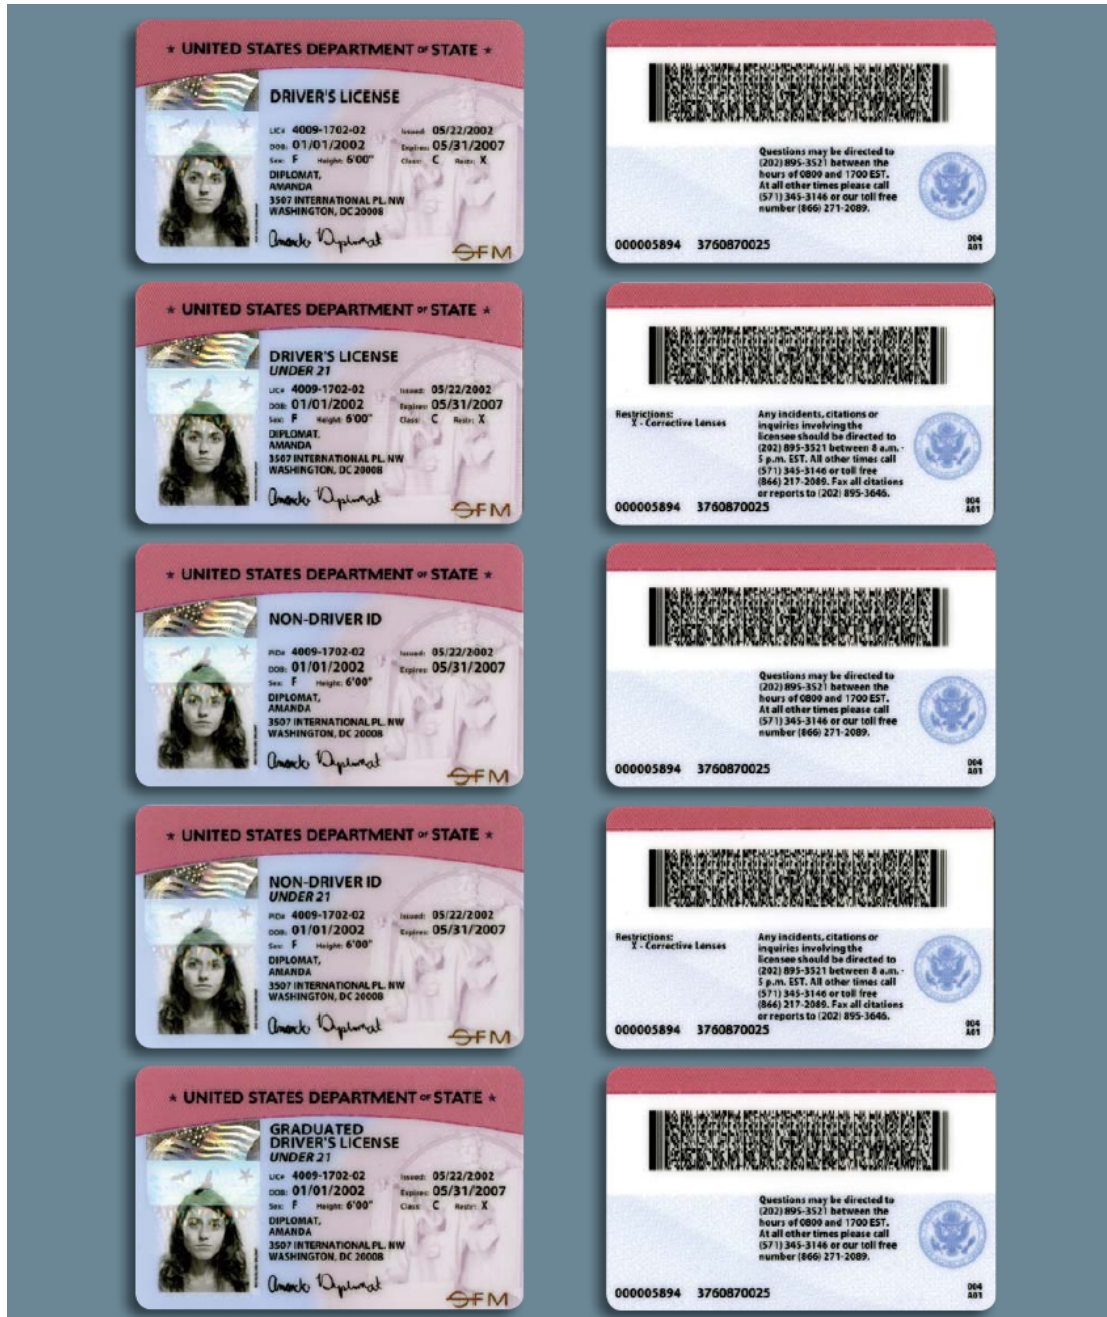 ★ UNITED STATES DEPARTMENT OF STATE ★
DRIVER'S LICENSE
LIC# 4009-1702-02 Issued: 05/22/2002
DOB: 01/01/2002 Expires: 05/31/2007
Sex: F Height: 6'00" Class: C Restr: X
DIPLOMAT,
AMANDA
3507 INTERNATIONAL PL. NW
WASHINGTON, DC 20008
Amanda Diplomat
OFM
Questions may be directed to
(202) 895-3521 between the
hours of 0800 and 1700 EST.
At all other times please call
(571) 345-3146 or our toll free
number (866) 271-2089.
000005894 3760870025
004
A01
★ UNITED STATES DEPARTMENT OF STATE ★
DRIVER'S LICENSE
UNDER 21
LIC# 4009-1702-02 Issued: 05/22/2002
DOB: 01/01/2002 Expires: 05/31/2007
Sex: F Height: 6'00" Class: C Restr: X
DIPLOMAT,
AMANDA
3507 INTERNATIONAL PL. NW
WASHINGTON, DC 20008
Amanda Diplomat
OFM
Restrictions:
X - Corrective Lenses
Any incidents, citations or
inquiries involving the
licensee should be directed to
(202) 895-3521 between 8 a.m. -
5 p.m. EST. All other times call
(571) 345-3146 or toll free
(866) 217-2089. Fax all citations
or reports to (202) 895-3646.
000005894 3760870025
004
A01
★ UNITED STATES DEPARTMENT OF STATE ★
NON-DRIVER ID
PID# 4009-1702-02 Issued: 05/22/2002
DOB: 01/01/2002 Expires: 05/31/2007
Sex: F Height: 6'00"
DIPLOMAT,
AMANDA
3507 INTERNATIONAL PL. NW
WASHINGTON, DC 20008
Amanda Diplomat
OFM
Questions may be directed to
(202) 895-3521 between the
hours of 0800 and 1700 EST.
At all other times please call
(571) 345-3146 or our toll free
number (866) 271-2089.
000005894 3760870025
004
A01
★ UNITED STATES DEPARTMENT OF STATE ★
NON-DRIVER ID
UNDER 21
PID# 4009-1702-02 Issued: 05/22/2002
DOB: 01/01/2002 Expires: 05/31/2007
Sex: F Height: 6'00"
DIPLOMAT,
AMANDA
3507 INTERNATIONAL PL. NW
WASHINGTON, DC 20008
Amanda Diplomat
OFM
Restrictions:
X - Corrective Lenses
Any incidents, citations or
inquiries involving the
licensee should be directed to
(202) 895-3521 between 8 a.m. -
5 p.m. EST. All other times call
(571) 345-3146 or toll free
(866) 217-2089. Fax all citations
or reports to (202) 895-3646.
000005894 3760870025
004
A01
★ UNITED STATES DEPARTMENT OF STATE ★
GRADUATED
DRIVER'S LICENSE
UNDER 21
LIC# 4009-1702-02 Issued: 05/22/2002
DOB: 01/01/2002 Expires: 05/31/2007
Sex: F Height: 6'00" Class: C Restr: X
DIPLOMAT,
AMANDA
3507 INTERNATIONAL PL. NW
WASHINGTON, DC 20008
Amanda Diplomat
OFM
Questions may be directed to
(202) 895-3521 between the
hours of 0800 and 1700 EST.
At all other times please call
(571) 345-3146 or our toll free
number (866) 271-2089.
000005894 3760870025
004
A01